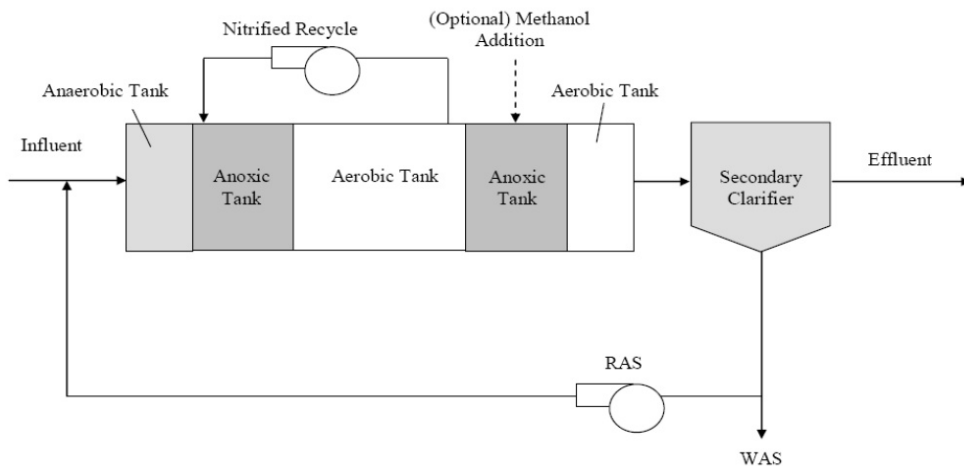 (Optional) Methanol
Addition
Nitrified Recycle
Anaerobic Tank
Aerobic Tank
Influent
Anoxic
Tank
Aerobic Tank
Anoxic
Tank
Secondary
Clarifier
Effluent
RAS
WAS